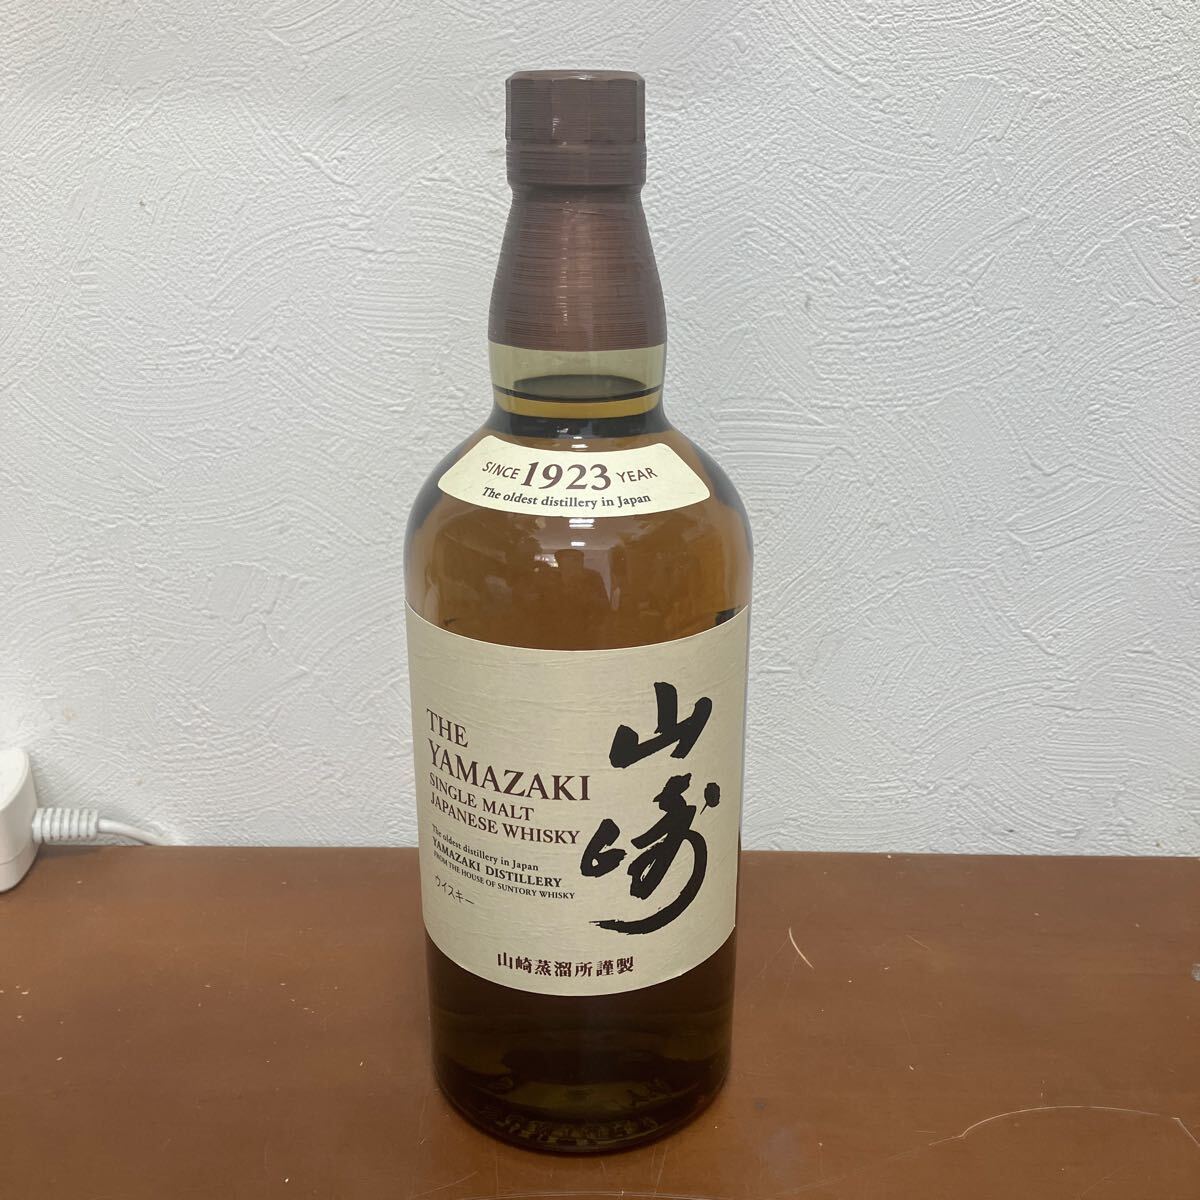 SINCE 1923 YEAR
The oldest distillery in Japan
THE
YAMAZAKI
SINGLE MALT
JAPANESE WHISKY
The oldest distillery in Japan
YAMAZAKI DISTILLERY
FROM THE HOUSE OF SUNTORY WHISKY
ウイスキー
山崎
山崎蒸溜所謹製